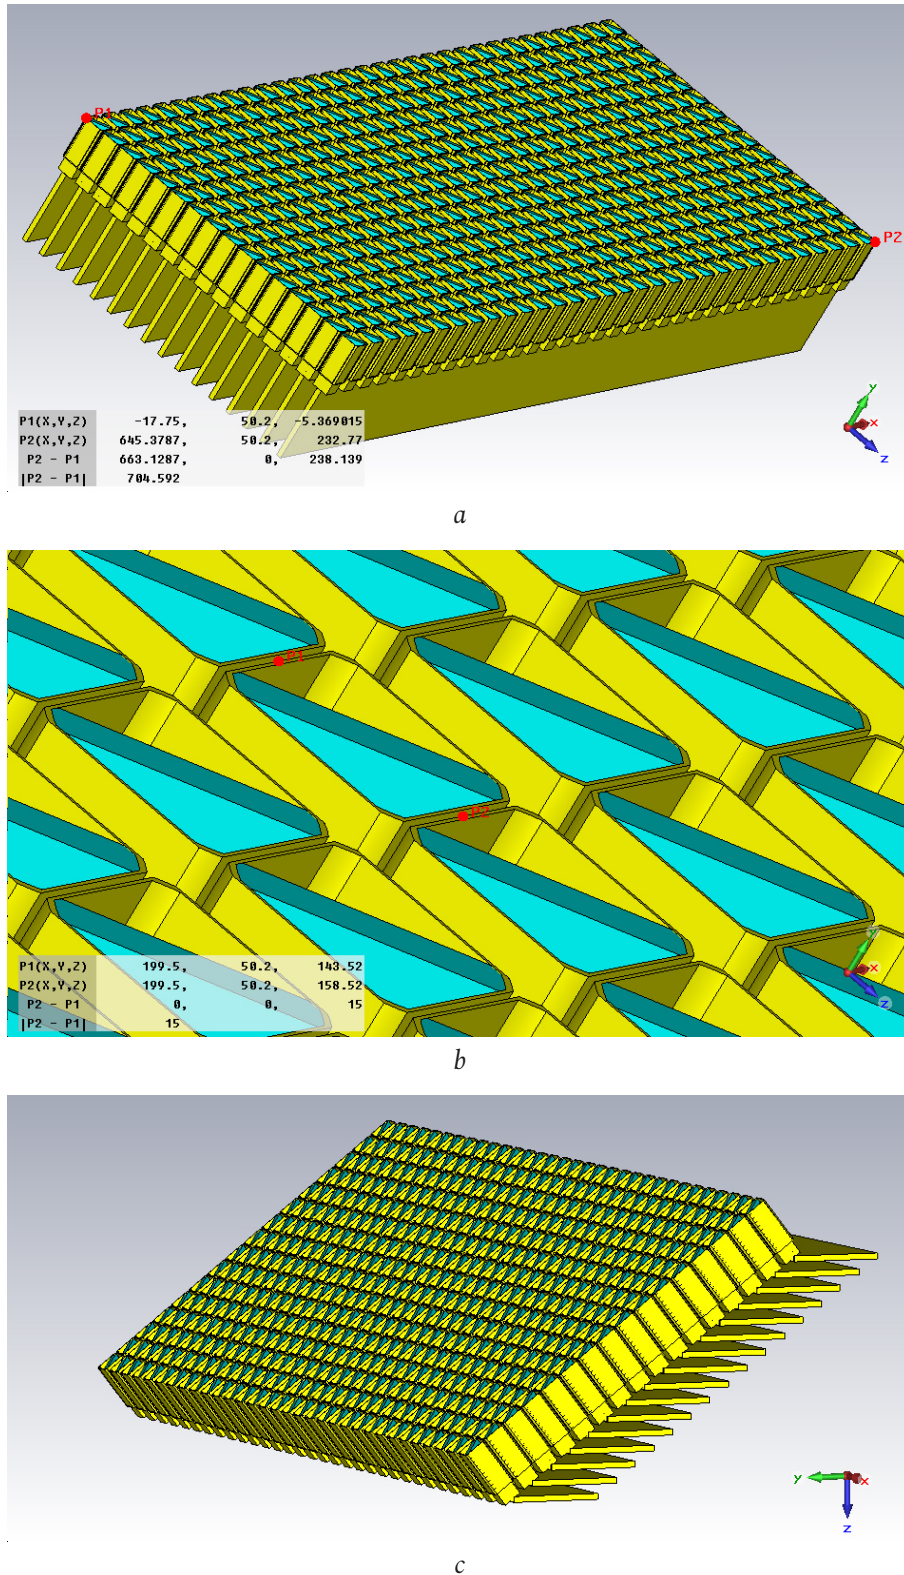 P1
P2
P1(X,Y,Z) -17.75, 50.2, -5.369015
P2(X,Y,Z) 645.3787, 50.2, 232.77
P2 - P1 663.1287, 0, 238.139
|P2 - P1| 704.592
y
x
z
a
P1
P2
P1(X,Y,Z) 199.5, 50.2, 143.52
P2(X,Y,Z) 199.5, 50.2, 158.52
P2 - P1 0, 0, 15
|P2 - P1| 15
y
x
z
b
y
x
z
c